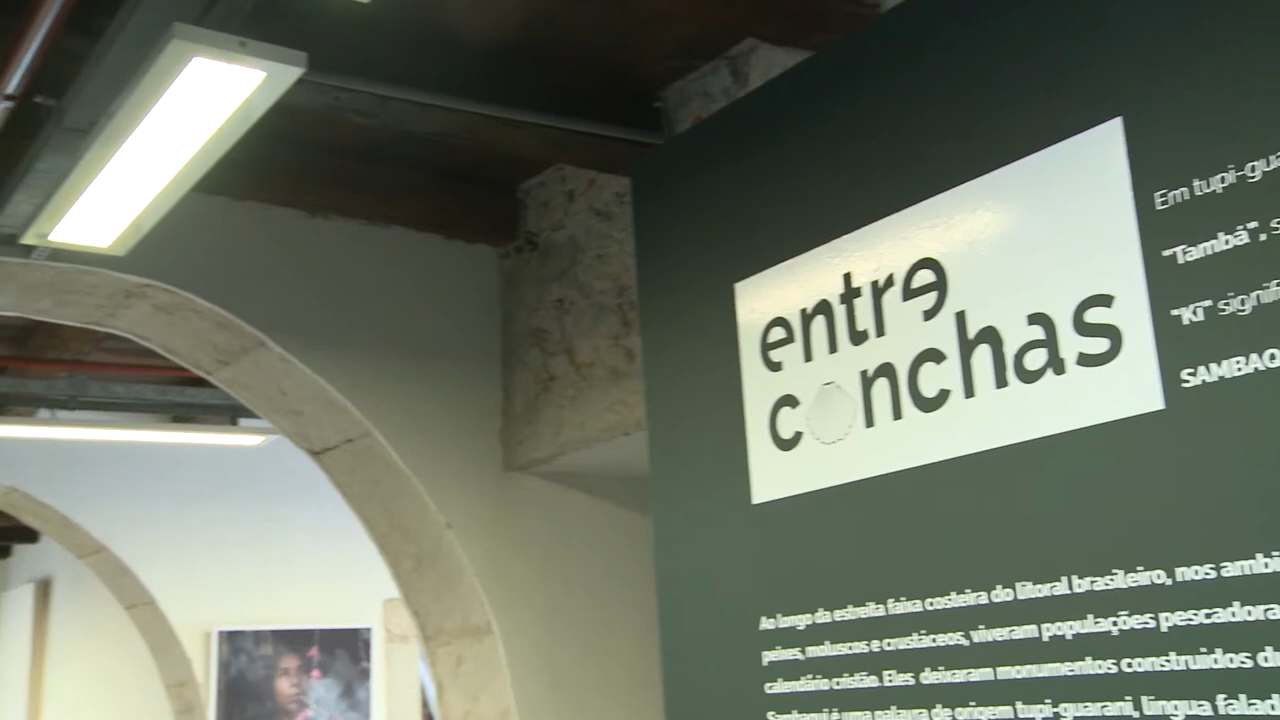 entre
conchas
Em tupi-gua
"Tambá", s
"Ki" signifi
SAMBAQ
Ao longo da estreita faixa costeira do litoral brasileiro, nos ambi
peixes, moluscos e crustáceos, viveram populações pescadora
calendário cristão. Eles deixaram monumentos construídos du
Sambaqui é uma palavra de origem tupi-guarani, língua falad